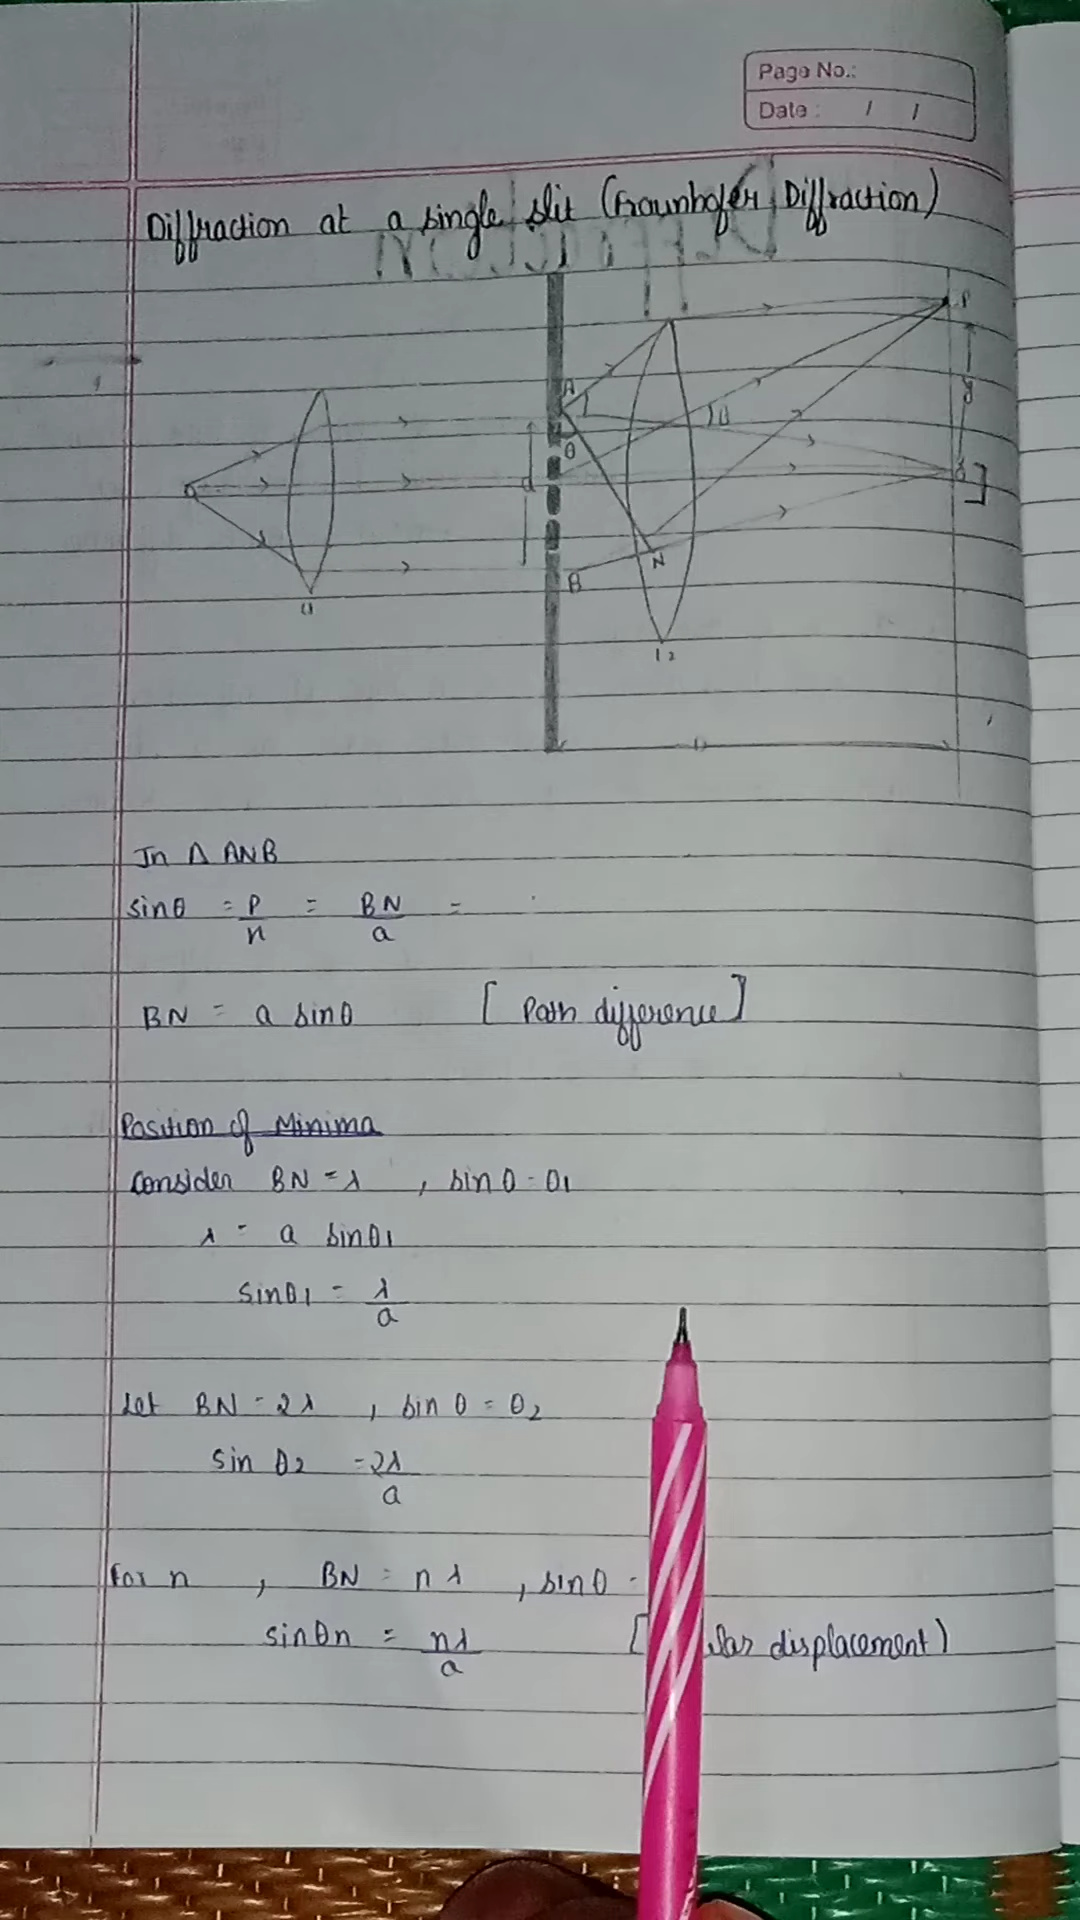 Page No.:
Date : / /
Diffraction at a single slit (Fraunhofer Diffraction)
P
A
θ
θ
y
d
N
B
L2
D
In Δ ANB
sinθ = P/n = BN/a =
BN = a sinθ [Path difference]
Position of Minima
Consider BN = λ , sin θ = θ1
λ = a sinθ1
sinθ1 = λ/a
Let BN = 2λ , sin θ = θ2
sin θ2 = 2λ/a
For n , BN = nλ , sinθ =
sinθn = nλ/a [ displacement)